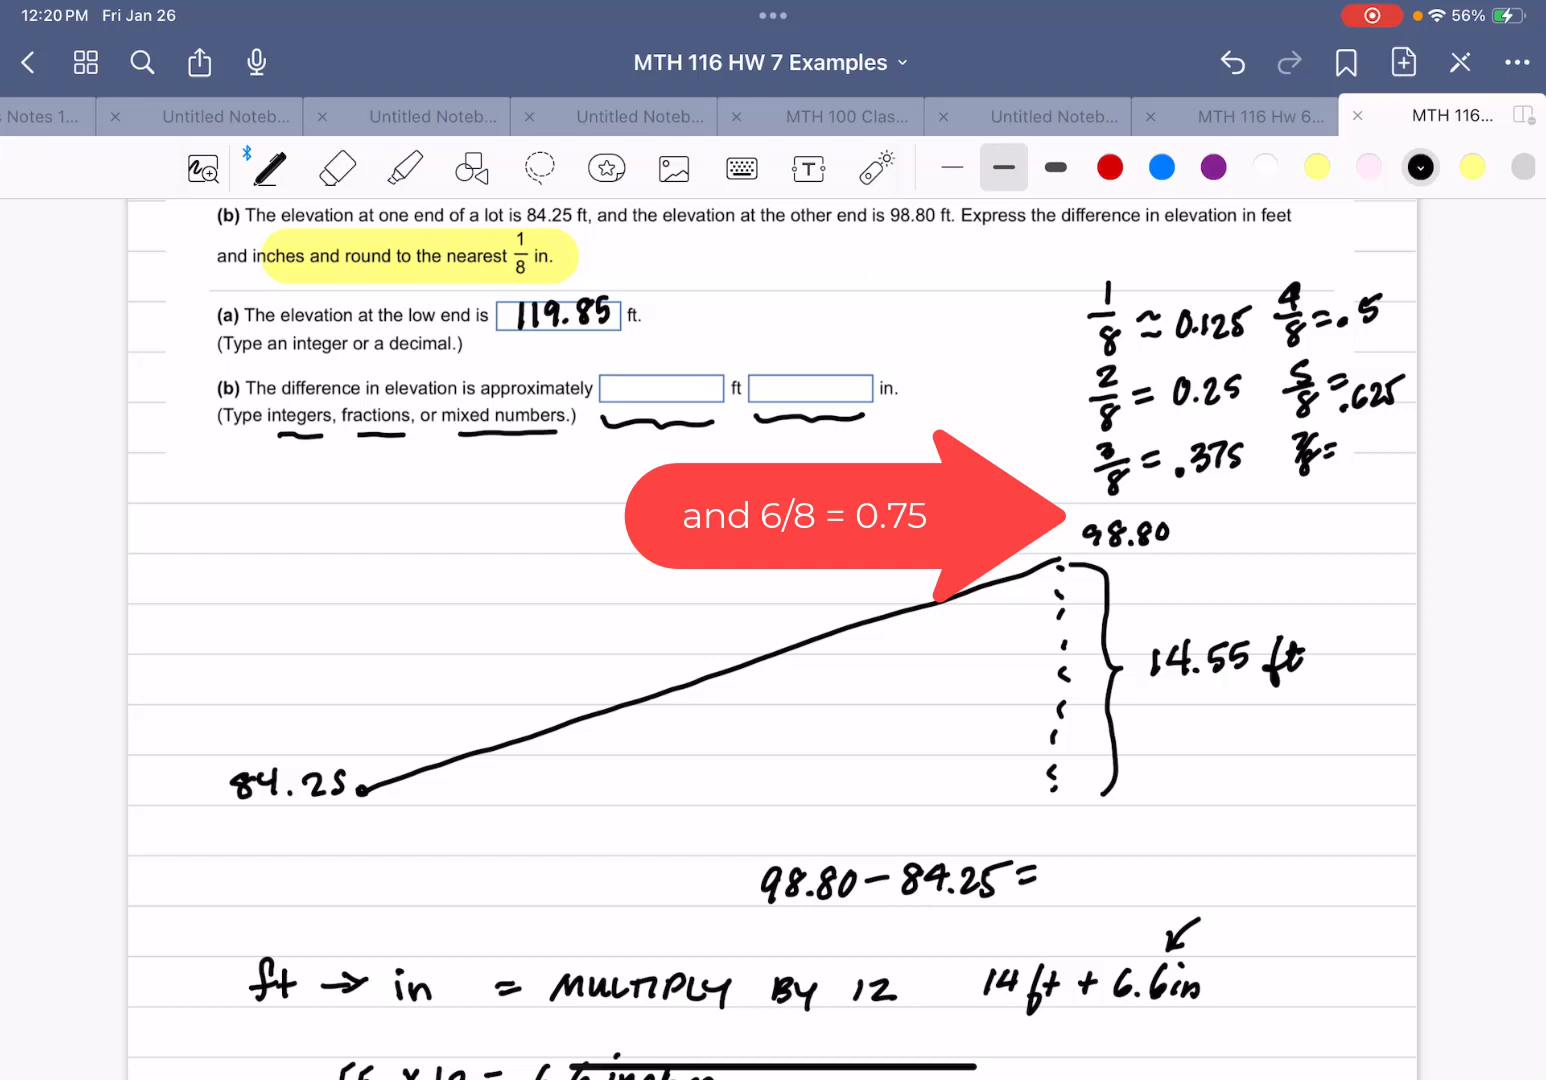 12:20 PM Fri Jan 26
56%
MTH 116 HW 7 Examples
s Notes 1...
Untitled Noteb...
Untitled Noteb...
Untitled Noteb...
MTH 100 Clas...
Untitled Noteb...
MTH 116 Hw 6...
MTH 116...
(b) The elevation at one end of a lot is 84.25 ft, and the elevation at the other end is 98.80 ft. Express the difference in elevation in feet
and inches and round to the nearest 1/8 in.
(a) The elevation at the low end is 119.85 ft.
(Type an integer or a decimal.)
(b) The difference in elevation is approximately ft in.
(Type integers, fractions, or mixed numbers.)
1/8 ≈ 0.125 4/8 = .5
2/8 = 0.25 5/8 = .625
3/8 = .375
and 6/8 = 0.75
98.80
14.55 ft
84.25
98.80 - 84.25 =
ft → in = MULTIPLY BY 12 14 ft + 6.6 in